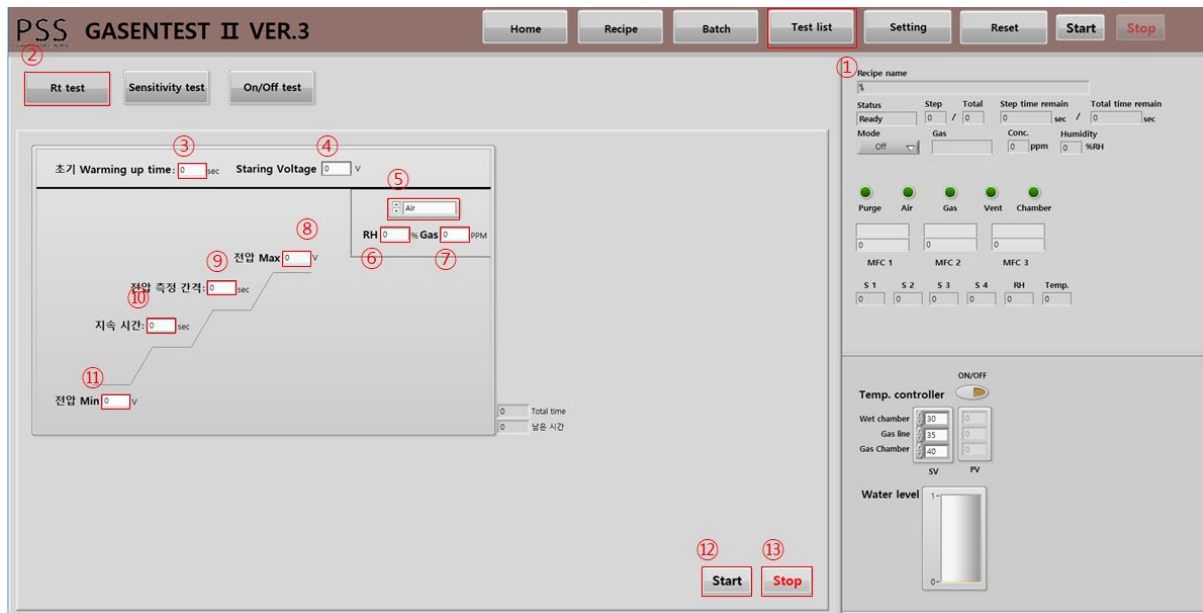 PSS GASENTEST II VER.3
Home Recipe Batch Test list Setting Reset Start Stop
②
Rt test Sensitivity test On/Off test
③ ④
초기 Warming up time: 0 sec Staring Voltage 0 V
⑤
Air
RH 0 % Gas 0 PPM
⑥ ⑦
⑧
전압 Max 0 V
⑨
전압 측정 간격: 0 sec
⑩
지속 시간: 0 sec
⑪
전압 Min 0 V
0 Total time
0 남은 시간
⑫ ⑬
Start Stop
①
Recipe name
%
Status Step Total Step time remain Total time remain
Ready 0 / 0 0 sec / 0 sec
Mode Gas Conc. Humidity
Off 0 ppm 0 %RH
Purge Air Gas Vent Chamber
0 0 0
MFC 1 MFC 2 MFC 3
S 1 S 2 S 3 S 4 RH Temp.
0 0 0 0 0 0
ON/OFF
Temp. controller
Wet chamber 30 0
Gas line 35 0
Gas Chamber 40 0
SV PV
Water level
1-
0-